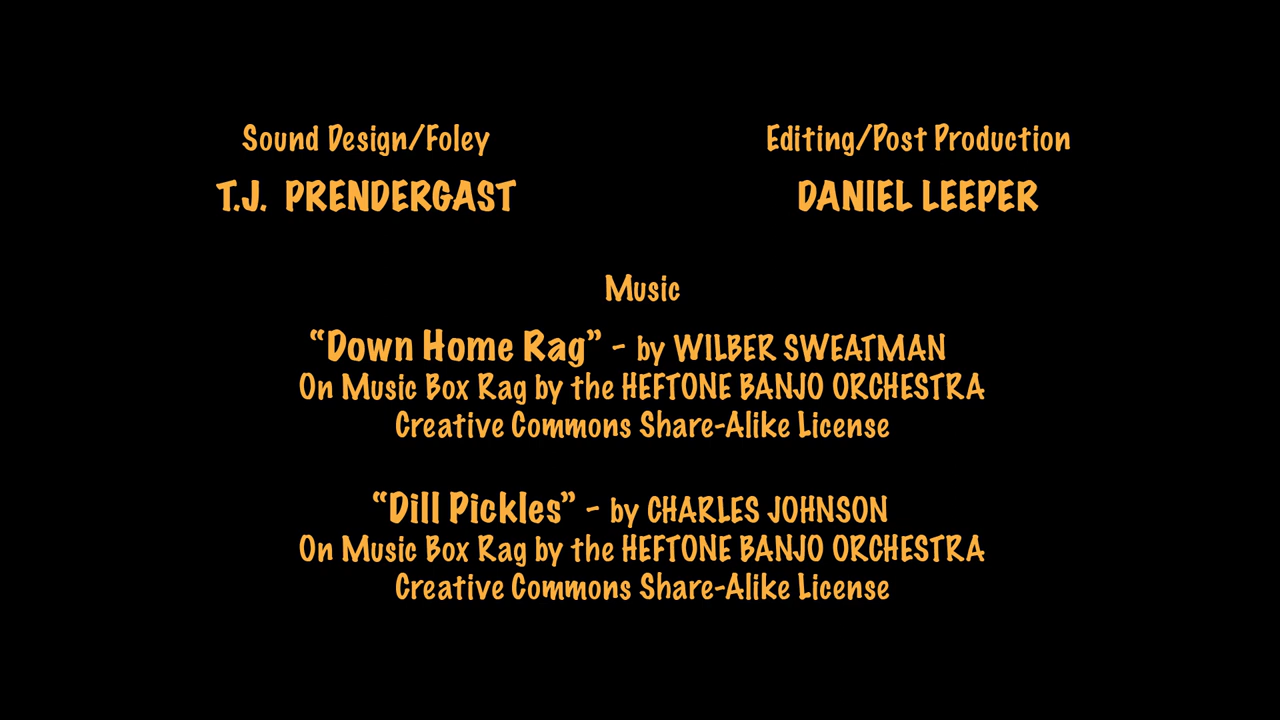 Sound Design/Foley
T.J. PRENDERGAST
Editing/Post Production
DANIEL LEEPER
Music
“Down Home Rag” - by WILBER SWEATMAN
On Music Box Rag by the HEFTONE BANJO ORCHESTRA
Creative Commons Share-Alike License
“Dill Pickles” - by CHARLES JOHNSON
On Music Box Rag by the HEFTONE BANJO ORCHESTRA
Creative Commons Share-Alike License